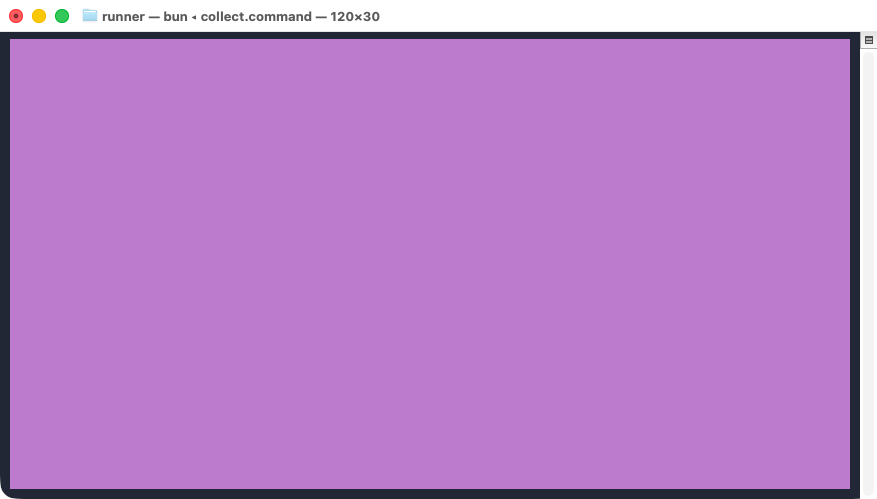 runner — bun ◂ collect.command — 120×30